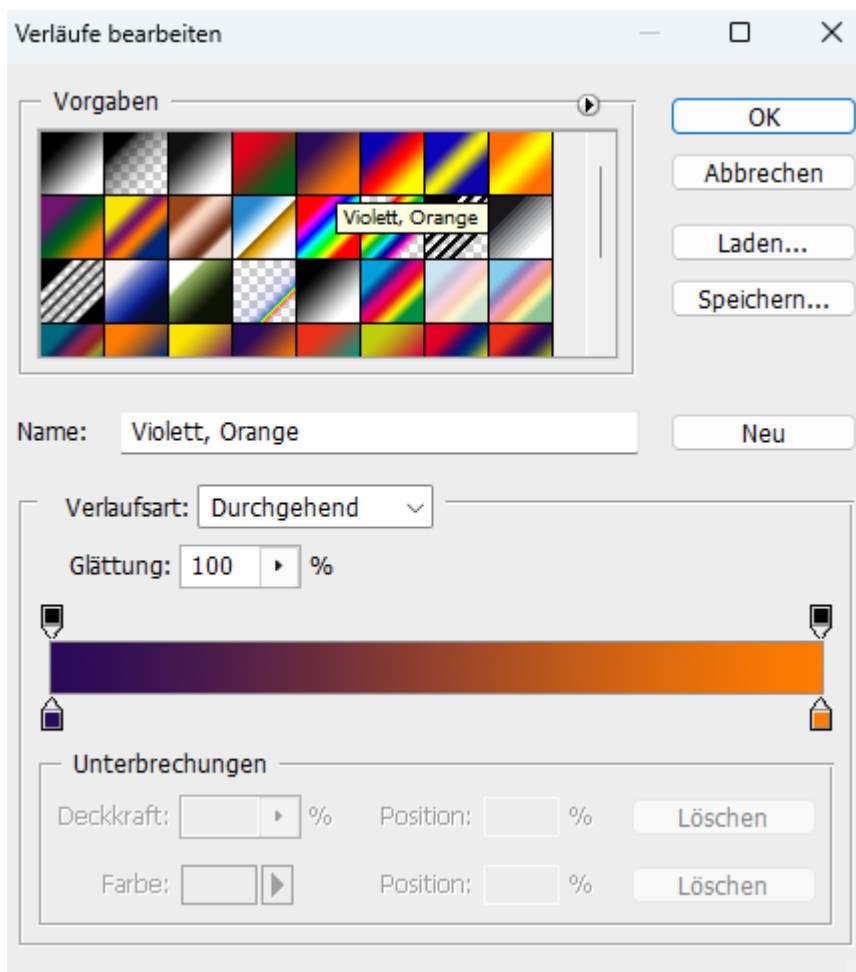 Verläufe bearbeiten
Vorgaben
OK
Abbrechen
Laden...
Speichern...
Violett, Orange
Name: Violett, Orange
Neu
Verlaufsart: Durchgehend
Glättung: 100 %
Unterbrechungen
Deckkraft: % Position: % Löschen
Farbe: Position: % Löschen